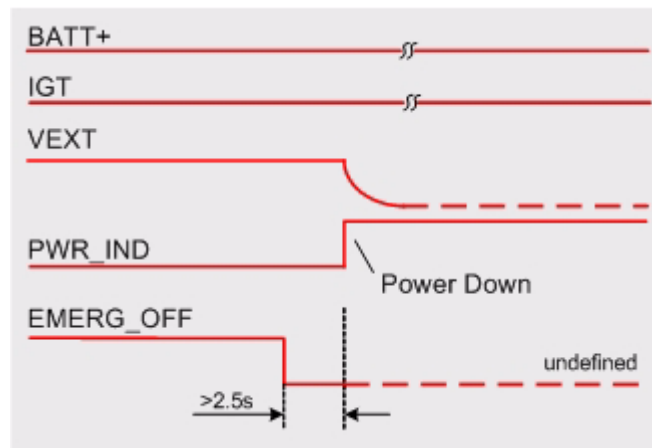 BATT+
IGT
VEXT
PWR_IND
Power Down
EMERG_OFF
undefined
>2.5s